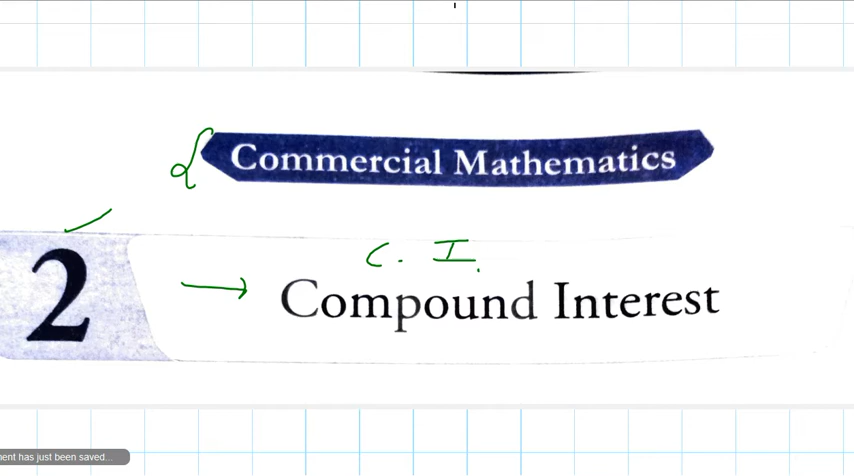 Commercial Mathematics
C. I.
2 → Compound Interest
ment has just been saved...